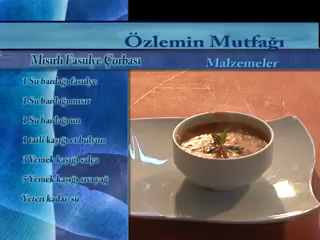 Özlemin Mutfağı
Mısırlı Fasulye Çorbası
Malzemeler
1 Su bardağı fasulye
1 Su bardağı mısır
1 Su bardağı un
1 tatlı kaşığı et bulyon
3 Yemek kaşığı salça
5 Yemek kaşığı sıvı yağ
Yeteri kadar su